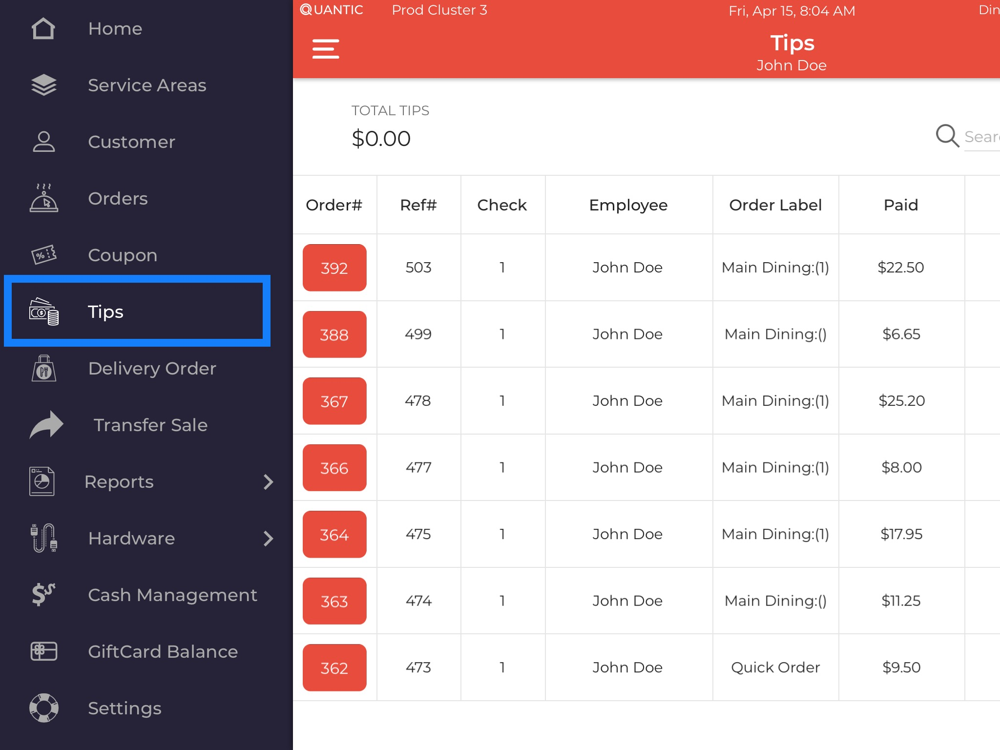 Home
Service Areas
Customer
Orders
Coupon
Tips
Delivery Order
Transfer Sale
Reports
Hardware
Cash Management
GiftCard Balance
Settings
QUANTIC Prod Cluster 3 Fri, Apr 15, 8:04 AM Din
Tips
John Doe
TOTAL TIPS
$0.00
Sear
Order# Ref# Check Employee Order Label Paid
392 503 1 John Doe Main Dining:(1) $22.50
388 499 1 John Doe Main Dining:() $6.65
367 478 1 John Doe Main Dining:(1) $25.20
366 477 1 John Doe Main Dining:(1) $8.00
364 475 1 John Doe Main Dining:(1) $17.95
363 474 1 John Doe Main Dining:() $11.25
362 473 1 John Doe Quick Order $9.50